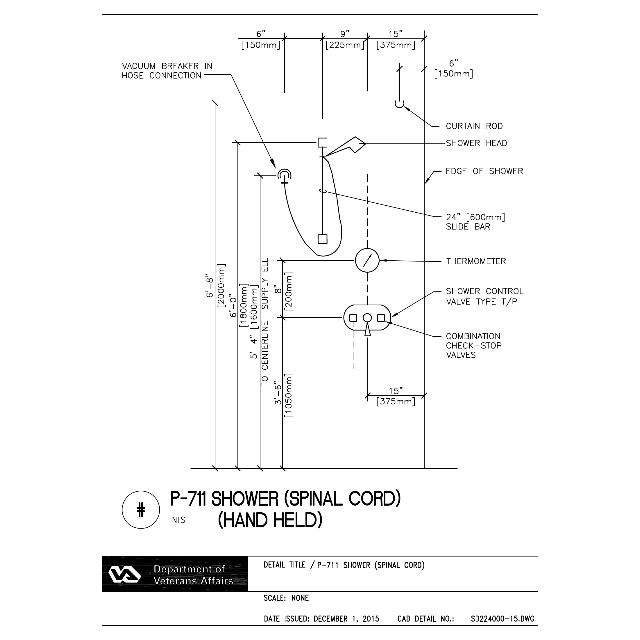 6" 9" 15"
[150mm] [225mm] [375mm]
6"
[150mm]
VACUUM BREAKER IN
HOSE CONNECTION
CURTAIN ROD
SHOWER HEAD
EDGE OF SHOWER
24" [600mm]
SLIDE BAR
THERMOMETER
SHOWER CONTROL
VALVE TYPE T/P
COMBINATION
CHECK-STOP
VALVES
6'-8"
[2000mm]
6'-0"
[1800mm]
5' 4" [1600mm]
TO CENTERLINE SUPPLY ELL
8"
[200mm]
3'-6"
[1050mm]
15"
[375mm]
#
P-711 SHOWER (SPINAL CORD)
NTS (HAND HELD)
VA
Department of
Veterans Affairs
DETAIL TITLE / P-711 SHOWER (SPINAL CORD)
SCALE: NONE
DATE ISSUED: DECEMBER 1, 2015 CAD DETAIL NO.: SD224000-15.DWG